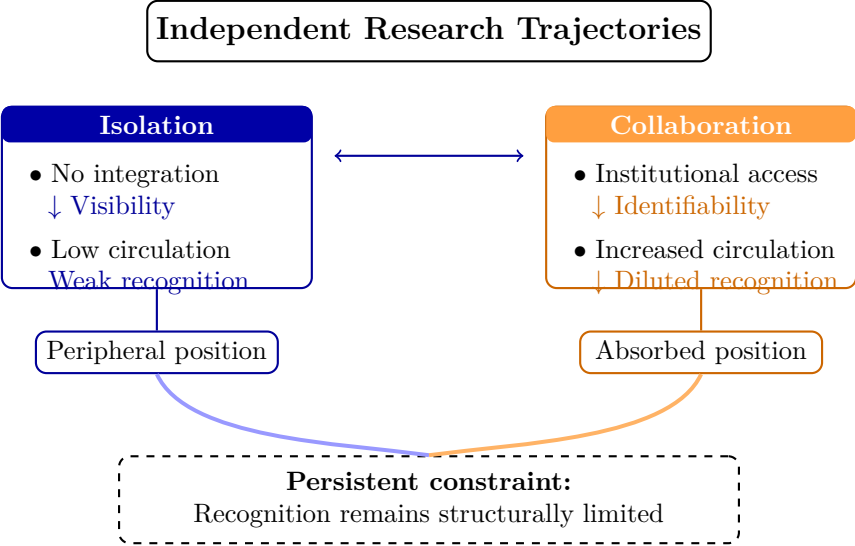 Independent Research Trajectories
Isolation
• No integration
↓ Visibility
• Low circulation
Weak recognition
Peripheral position
Collaboration
• Institutional access
↓ Identifiability
• Increased circulation
↓ Diluted recognition
Absorbed position
Persistent constraint:
Recognition remains structurally limited